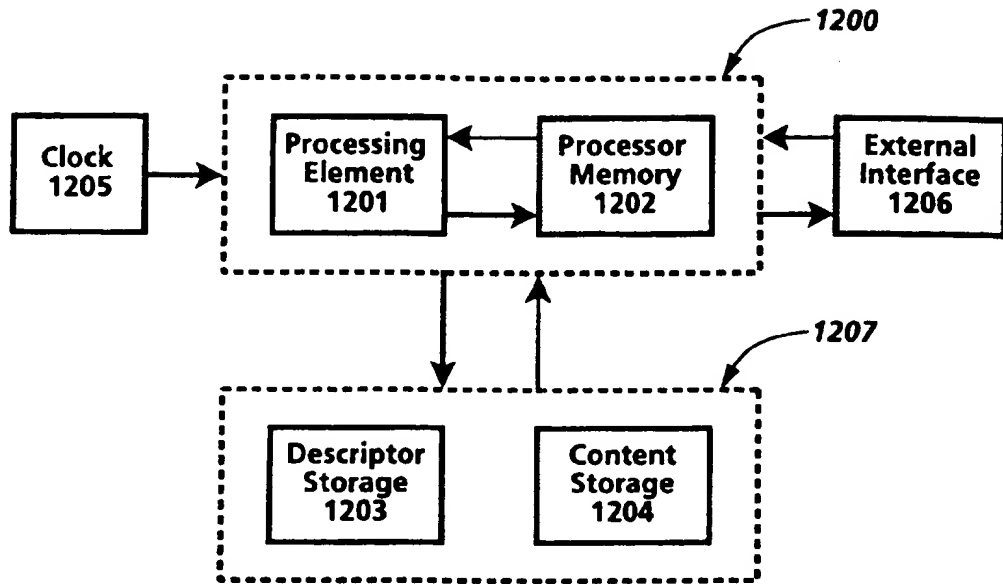 1200
Clock
1205
Processing
Element
1201
Processor
Memory
1202
External
Interface
1206
1207
Descriptor
Storage
1203
Content
Storage
1204